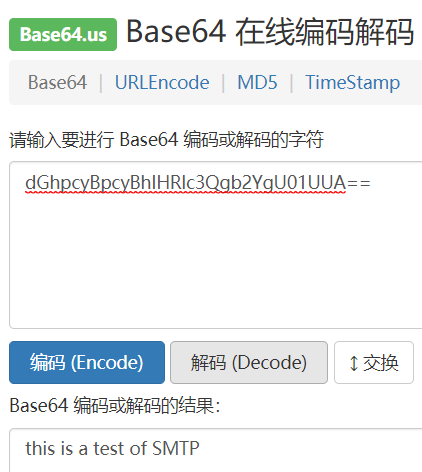 Base64.us Base64 在线编码解码
Base64 | URLEncode | MD5 | TimeStamp
请输入要进行 Base64 编码或解码的字符
dGhpcyBpcyBhIHRlc3Qgb2YgU01UUA==
编码 (Encode) 解码 (Decode) ↕ 交换
Base64 编码或解码的结果：
this is a test of SMTP